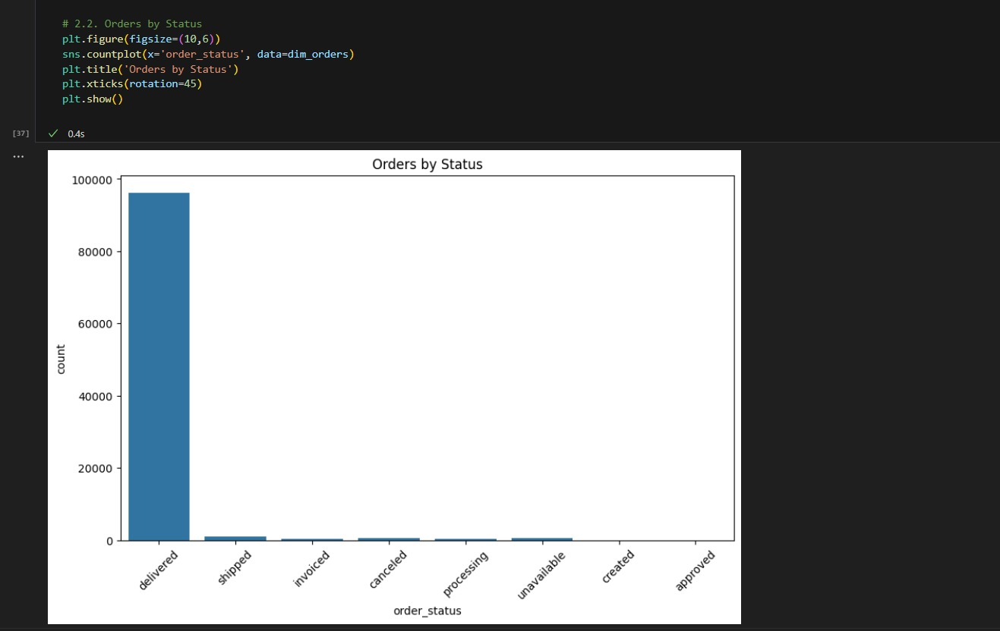 # 2.2. Orders by Status
plt.figure(figsize=(10,6))
sns.countplot(x='order_status', data=dim_orders)
plt.title('Orders by Status')
plt.xticks(rotation=45)
plt.show()
[37]
0.4s
...
Orders by Status
100000
80000
60000
40000
20000
0
count
delivered
shipped
invoiced
canceled
processing
unavailable
created
approved
order_status